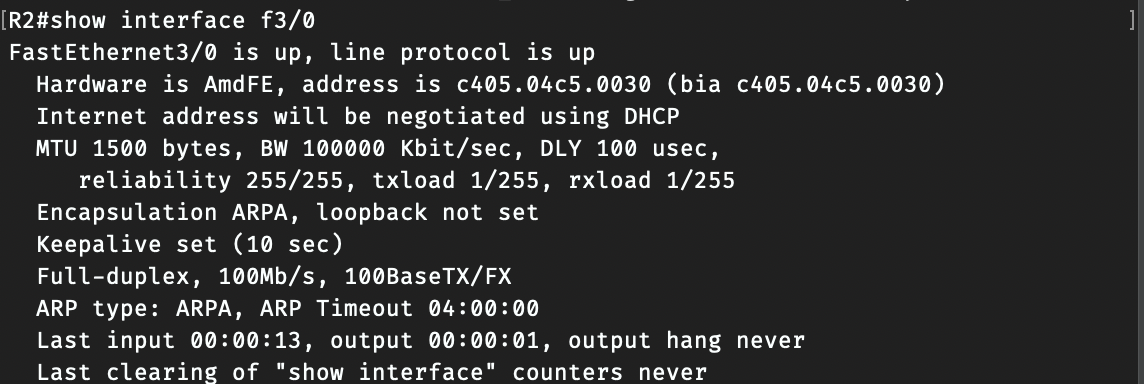 [R2#show interface f3/0 ]
FastEthernet3/0 is up, line protocol is up
Hardware is AmdFE, address is c405.04c5.0030 (bia c405.04c5.0030)
Internet address will be negotiated using DHCP
MTU 1500 bytes, BW 100000 Kbit/sec, DLY 100 usec,
reliability 255/255, txload 1/255, rxload 1/255
Encapsulation ARPA, loopback not set
Keepalive set (10 sec)
Full-duplex, 100Mb/s, 100BaseTX/FX
ARP type: ARPA, ARP Timeout 04:00:00
Last input 00:00:13, output 00:00:01, output hang never
Last clearing of "show interface" counters never